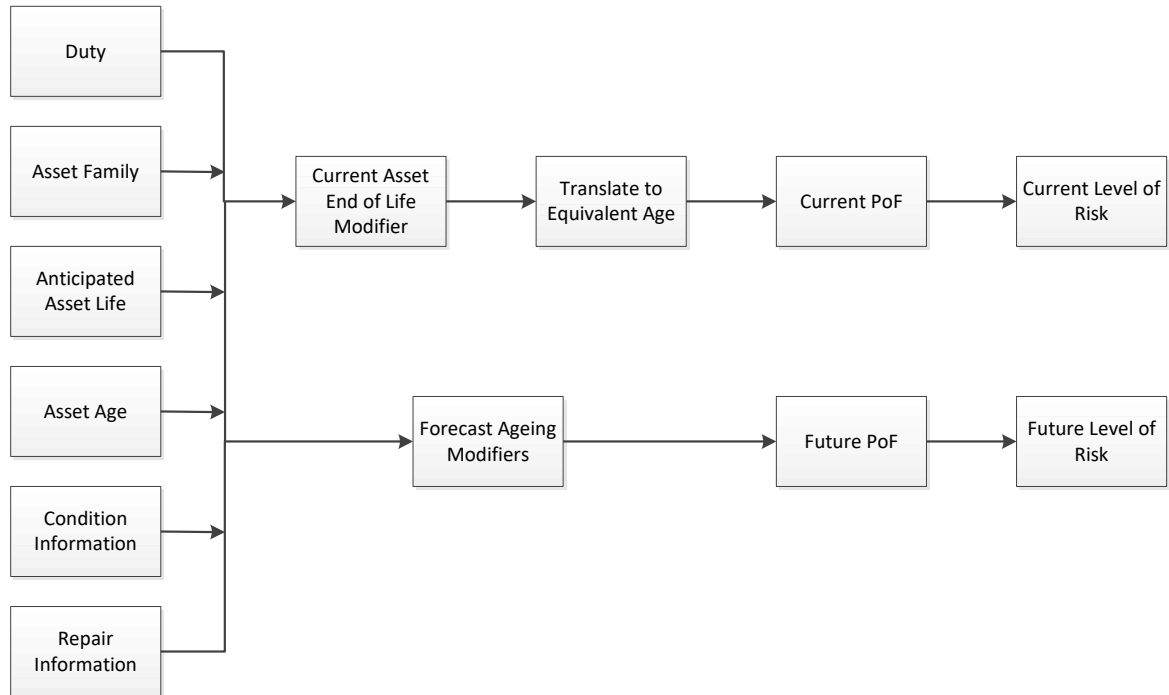 Duty
Asset Family
Anticipated
Asset Life
Asset Age
Condition
Information
Repair
Information
Current Asset
End of Life
Modifier
Translate to
Equivalent Age
Current PoF
Current Level of
Risk
Forecast Ageing
Modifiers
Future PoF
Future Level of
Risk